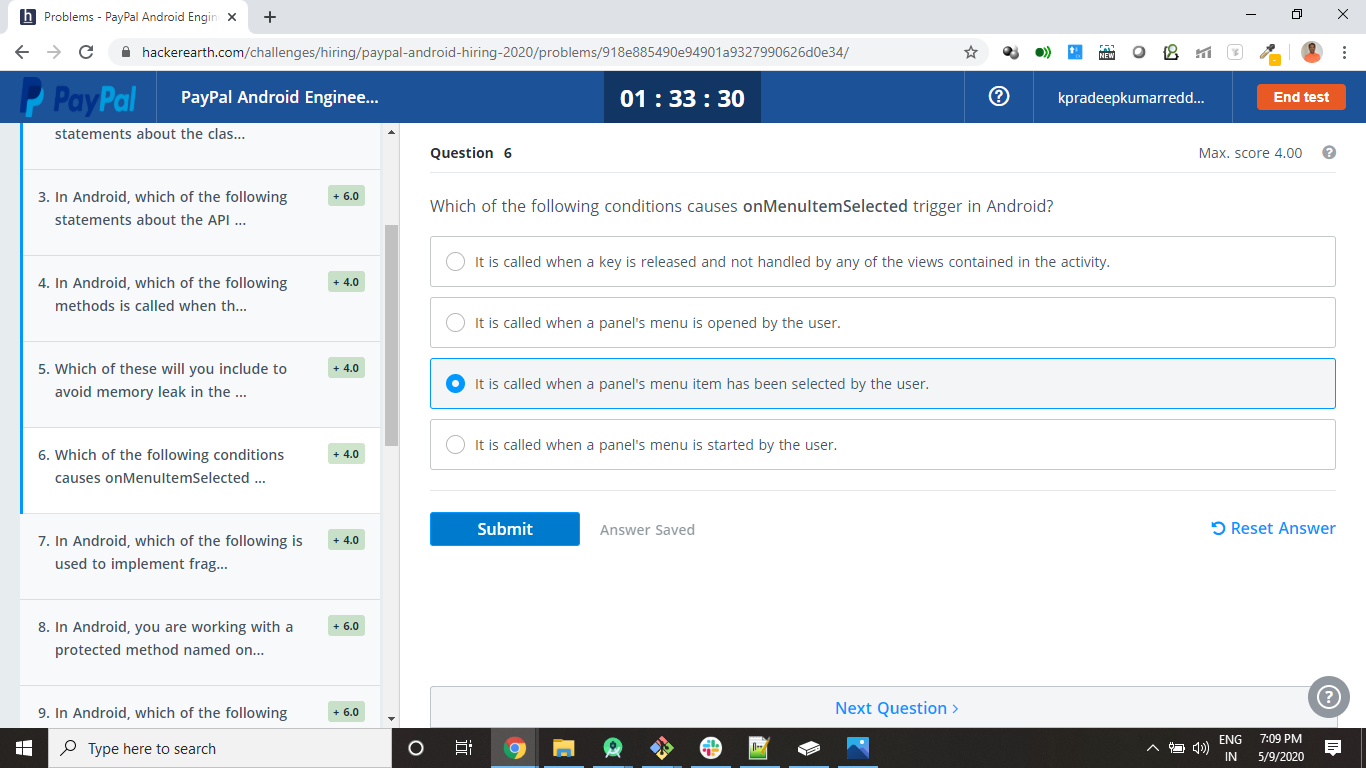 Problems - PayPal Android Engin
hackerearth.com/challenges/hiring/paypal-android-hiring-2020/problems/918e885490e94901a9327990626d0e34/
NEW
PayPal
PayPal Android Enginee...
01 : 33 : 30
kpradeepkumarredd...
End test
statements about the clas...
3. In Android, which of the following + 6.0
statements about the API ...
4. In Android, which of the following + 4.0
methods is called when th...
5. Which of these will you include to + 4.0
avoid memory leak in the ...
6. Which of the following conditions + 4.0
causes onMenuItemSelected ...
7. In Android, which of the following is + 4.0
used to implement frag...
8. In Android, you are working with a + 6.0
protected method named on...
9. In Android, which of the following + 6.0
Question 6
Max. score 4.00
Which of the following conditions causes onMenuItemSelected trigger in Android?
It is called when a key is released and not handled by any of the views contained in the activity.
It is called when a panel's menu is opened by the user.
It is called when a panel's menu item has been selected by the user.
It is called when a panel's menu is started by the user.
Submit
Answer Saved
Reset Answer
Next Question >
Type here to search
ENG
IN
7:09 PM
5/9/2020